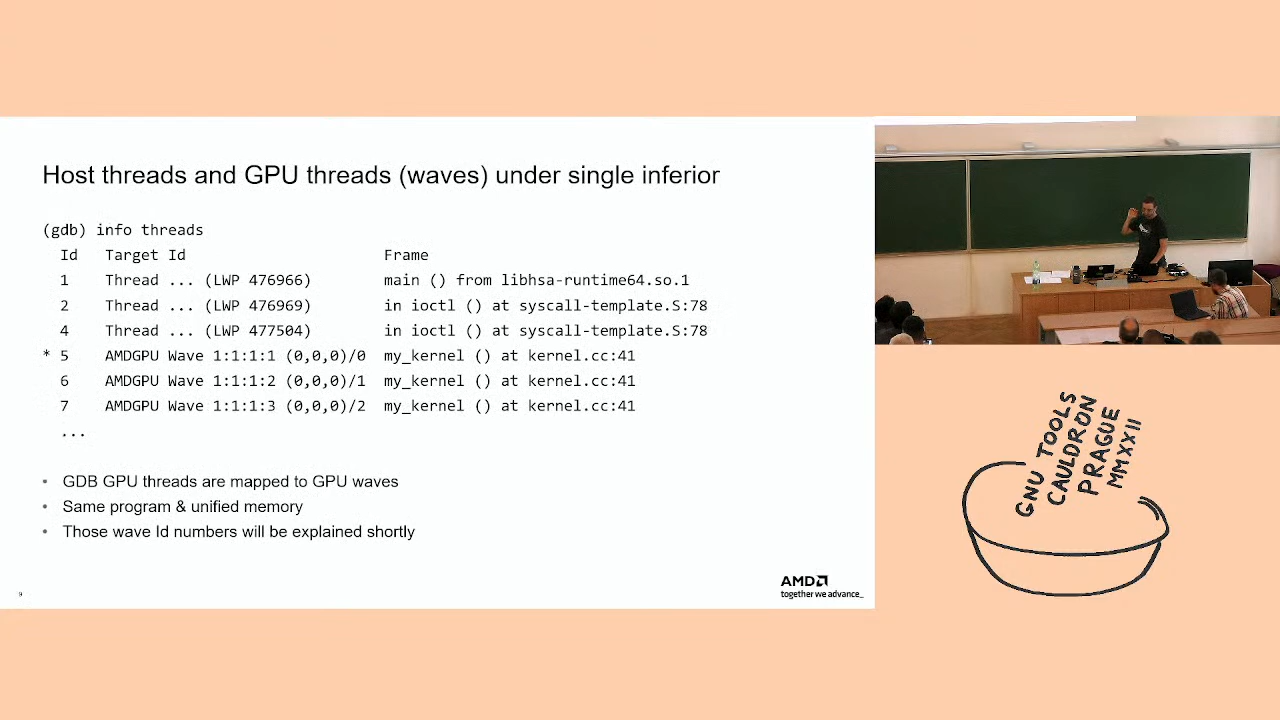 Host threads and GPU threads (waves) under single inferior
(gdb) info threads
Id Target Id Frame
1 Thread ... (LWP 476966) main () from libhsa-runtime64.so.1
2 Thread ... (LWP 476969) in ioctl () at syscall-template.S:78
4 Thread ... (LWP 477504) in ioctl () at syscall-template.S:78
* 5 AMDGPU Wave 1:1:1:1 (0,0,0)/0 my_kernel () at kernel.cc:41
6 AMDGPU Wave 1:1:1:2 (0,0,0)/1 my_kernel () at kernel.cc:41
7 AMDGPU Wave 1:1:1:3 (0,0,0)/2 my_kernel () at kernel.cc:41
...
• GDB GPU threads are mapped to GPU waves
• Same program & unified memory
• Those wave Id numbers will be explained shortly
9
AMD
together we advance_
GNU TOOLS
CAULDRON
PRAGUE
MMXXII